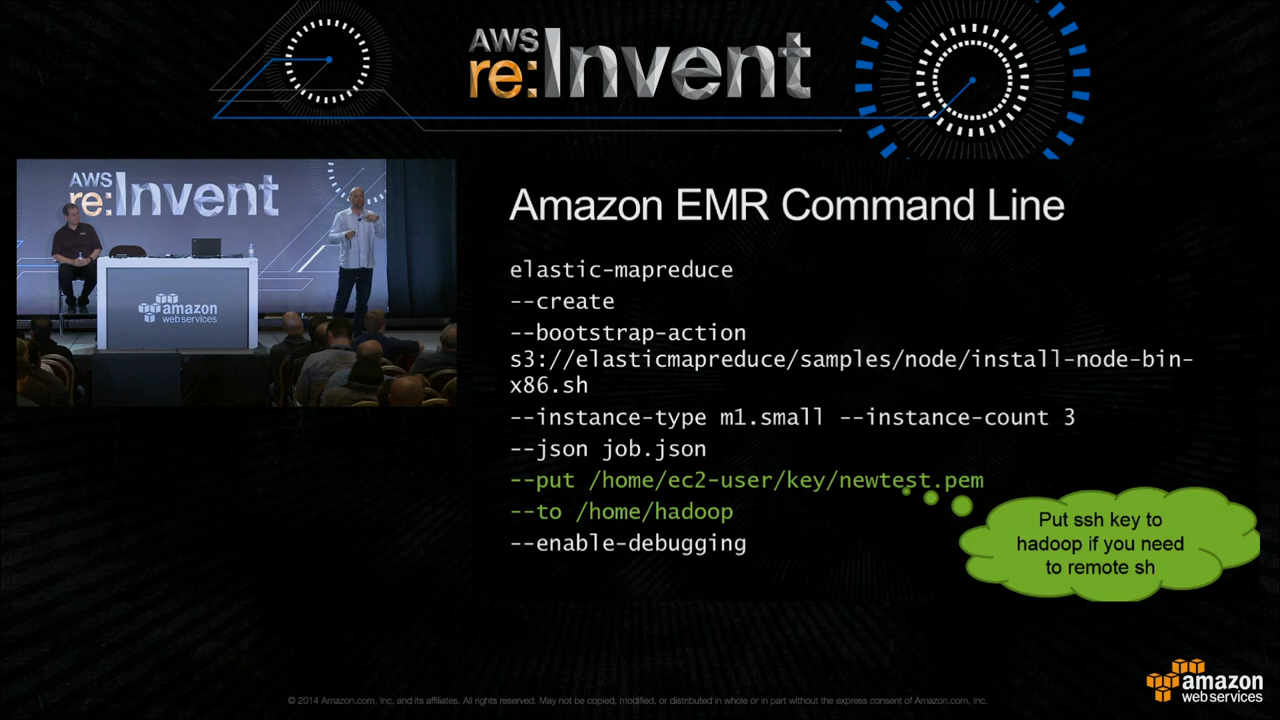 AWS
re:Invent
AWS
re:Invent
amazon
web services
Amazon EMR Command Line
elastic-mapreduce
--create
--bootstrap-action
s3://elasticmapreduce/samples/node/install-node-bin-
x86.sh
--instance-type m1.small --instance-count 3
--json job.json
--put /home/ec2-user/key/newtest.pem
--to /home/hadoop
--enable-debugging
Put ssh key to
hadoop if you need
to remote sh
© 2014 Amazon.com, Inc. and its affiliates. All rights reserved. May not be copied, modified, or distributed in whole or in part without the express consent of Amazon.com, Inc.
amazon
web services